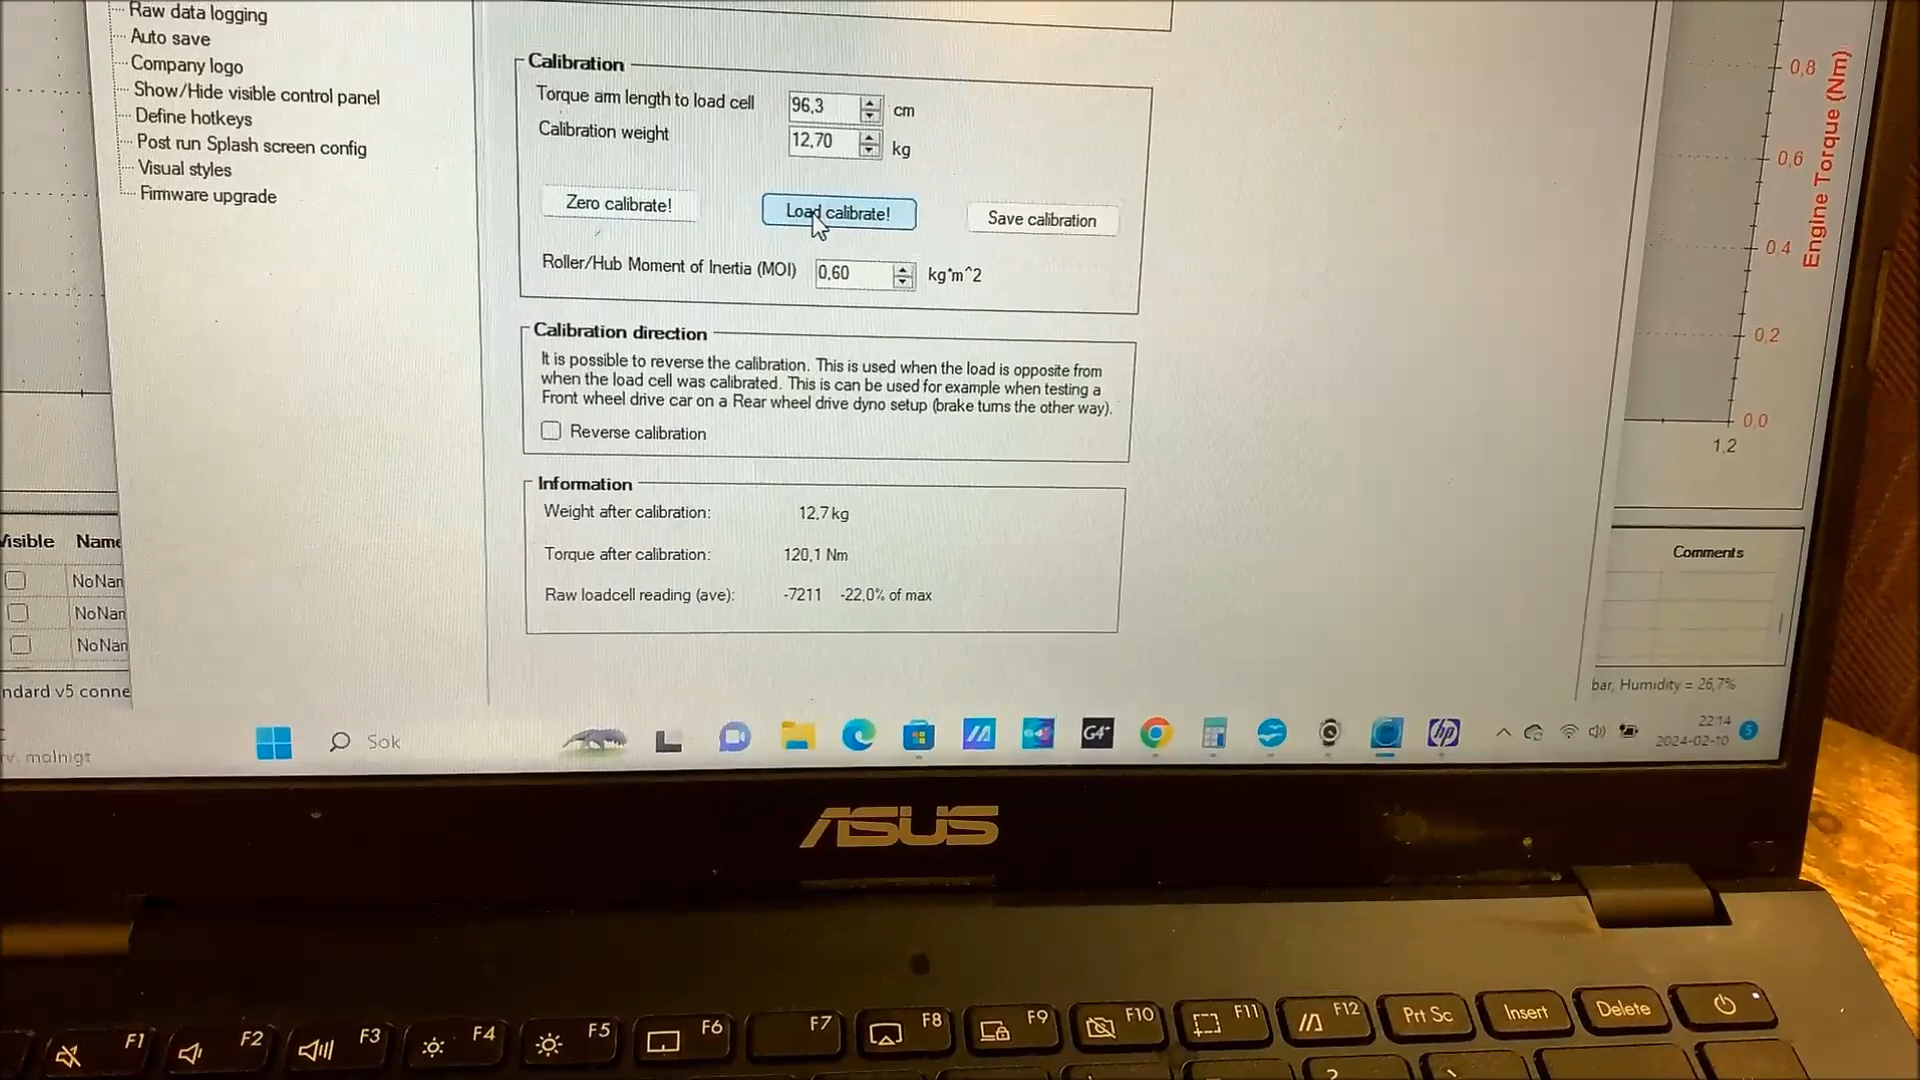 Raw data logging
Auto save
Company logo
Show/Hide visible control panel
Define hotkeys
Post run Splash screen config
Visual styles
Firmware upgrade
Calibration
Torque arm length to load cell 96,3 cm
Calibration weight 12,70 kg
Zero calibrate! Load calibrate! Save calibration
Roller/Hub Moment of Inertia (MOI) 0,60 kg*m^2
Calibration direction
It is possible to reverse the calibration. This is used when the load is opposite from
when the load cell was calibrated. This is can be used for example when testing a
Front wheel drive car on a Rear wheel drive dyno setup (brake turns the other way).
Reverse calibration
Information
Weight after calibration: 12,7 kg
Torque after calibration: 120,1 Nm
Raw loadcell reading (ave): -7211 -22,0% of max
0,8
0,6
0,4
0,2
0,0
1,2
Engine Torque (Nm)
Visible Name
NoNan
NoNan
NoNan
Comments
ndard v5 conne
bar, Humidity = 26,7%
rv. molnigt
Sök
G4+
hp
22:14
2024-02-10
5
ASUS
F1 F2 F3 F4 F5 F6 F7 F8 F9 F10 F11 F12 Prt Sc Insert Delete
?